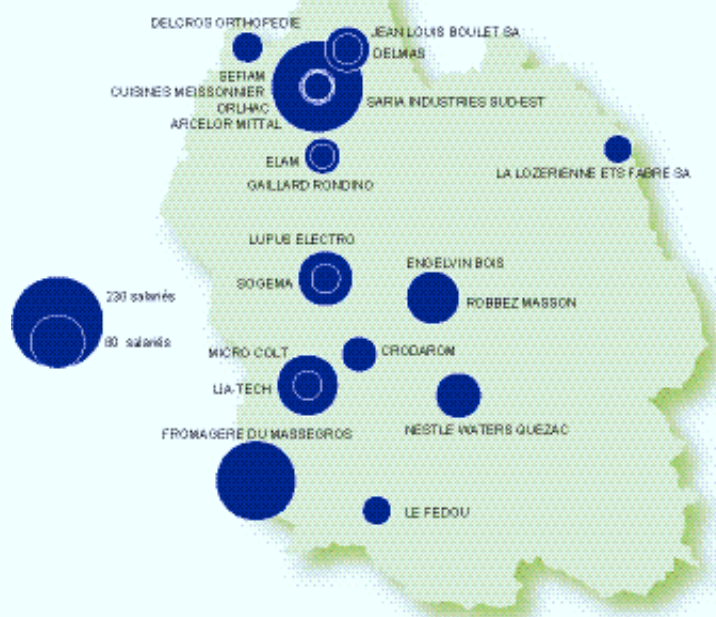 DELCROS ORTHOPEDIE
JEAN LOUIS BOULET SA
DELMAS
SEFIAM
CUISINES MEISSONNIER
ORLHAC
ARCELOR MITTAL
SARIA INDUSTRIES SUD-EST
ELAM
GAILLARD RONDINO
LA LOZERIENNE ETS FABRE SA
LUPUS ELECTRO
SOGEMA
ENGELVIN BOIS
ROBBEZ MASSON
230 salariés
80 salariés
MICRO COLT
CRODAROM
LIA-TECH
NESTLE WATERS QUEZAC
FROMAGERE DU MASSEGROS
LE FEDOU